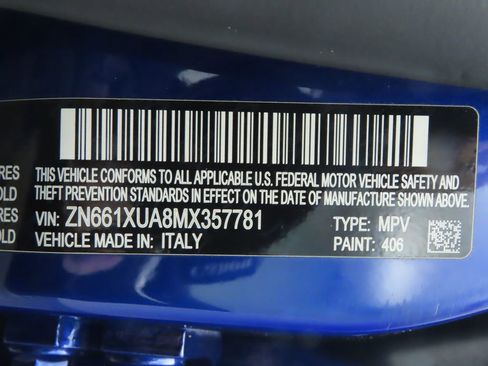 RES
OLD
RES
OLD
THIS VEHICLE CONFORMS TO ALL APPLICABLE U.S. FEDERAL MOTOR VEHICLE SAFETY AND
THEFT PREVENTION STANDARDS IN EFFECT ON THE DATE OF MANUFACTURE SHOWN ABOVE.
VIN: ZN661XUA8MX357781 TYPE: MPV
VEHICLE MADE IN: ITALY PAINT: 406